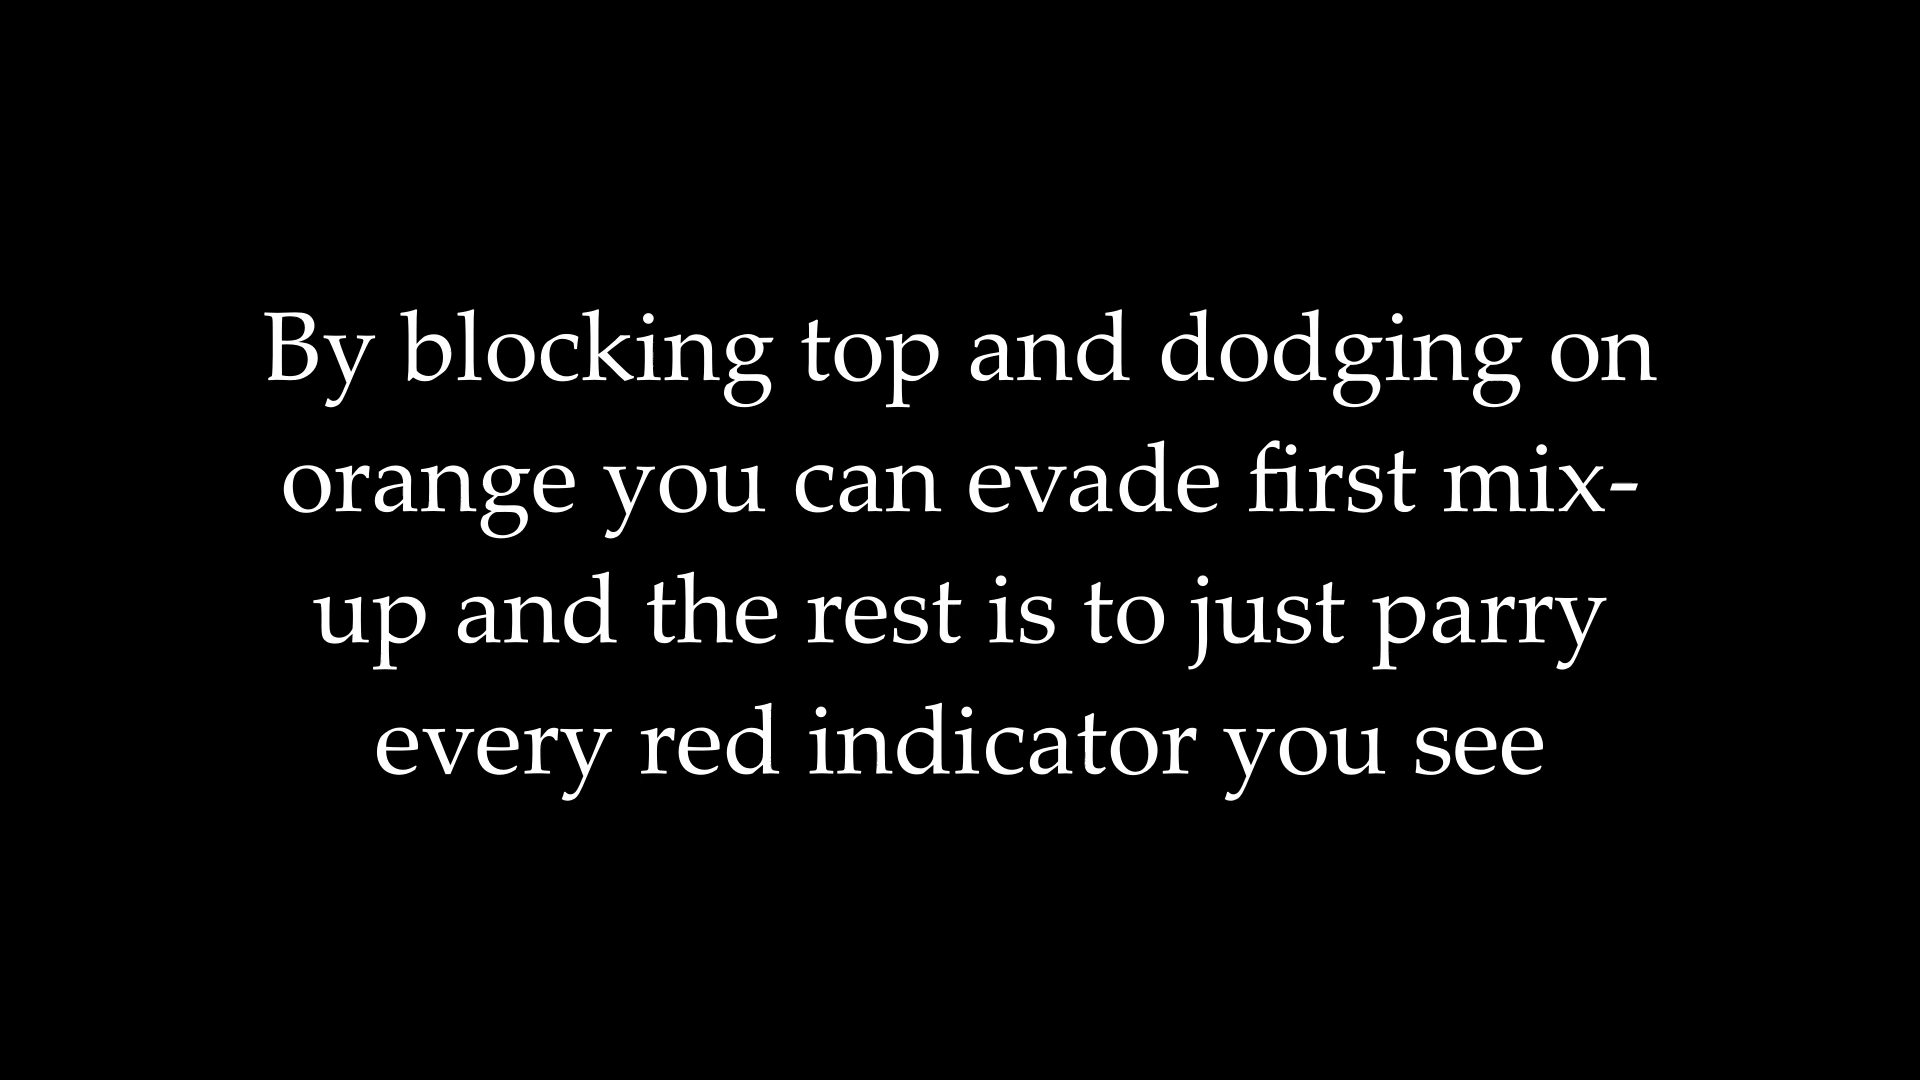 By blocking top and dodging on
orange you can evade first mix-
up and the rest is to just parry
every red indicator you see